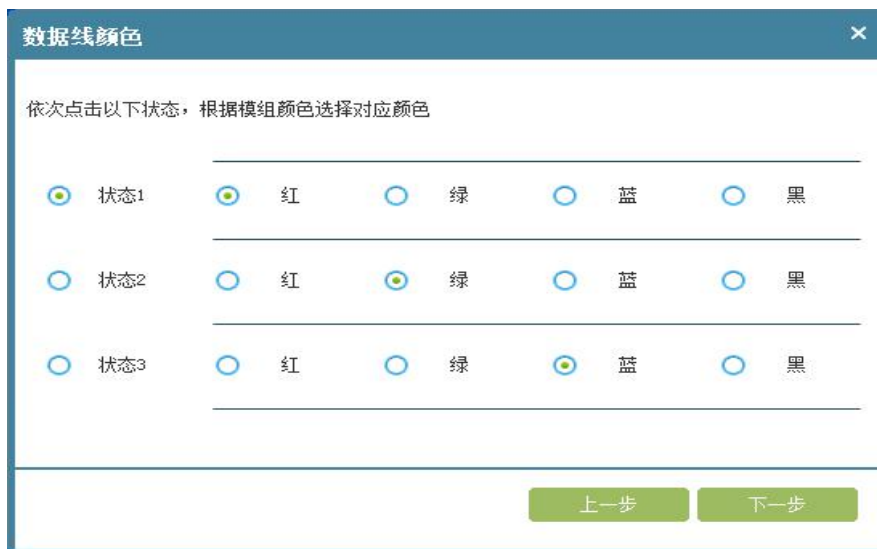 数据线颜色
依次点击以下状态，根据模组颜色选择对应颜色
状态1 红 绿 蓝 黑
状态2 红 绿 蓝 黑
状态3 红 绿 蓝 黑
上一步 下一步